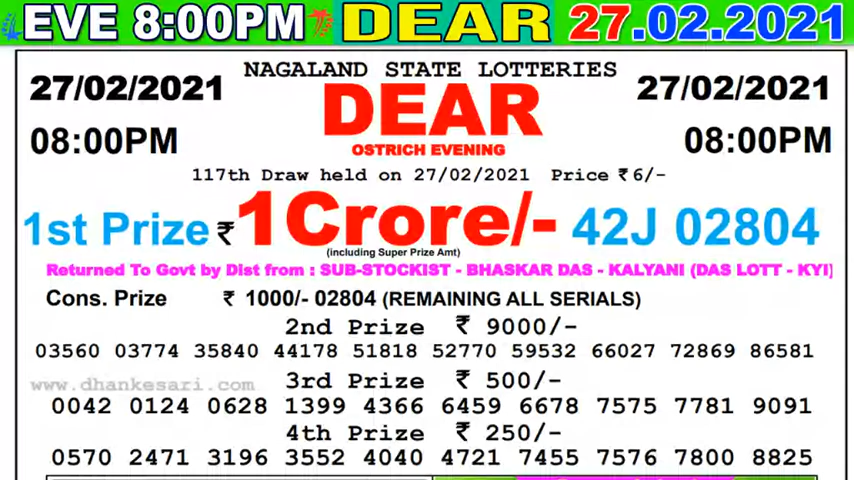 EVE 8:00PM DEAR 27.02.2021
NAGALAND STATE LOTTERIES
27/02/2021 DEAR 27/02/2021
08:00PM OSTRICH EVENING 08:00PM
117th Draw held on 27/02/2021 Price ₹ 6/-
1st Prize ₹ 1Crore/- 42J 02804
(including Super Prize Amt)
Returned To Govt by Dist from : SUB-STOCKIST - BHASKAR DAS - KALYANI (DAS LOTT - KYI)
Cons. Prize ₹ 1000/- 02804 (REMAINING ALL SERIALS)
2nd Prize ₹ 9000/-
03560 03774 35840 44178 51818 52770 59532 66027 72869 86581
www.dhankesari.com
3rd Prize ₹ 500/-
0042 0124 0628 1399 4366 6459 6678 7575 7781 9091
4th Prize ₹ 250/-
0570 2471 3196 3552 4040 4721 7455 7576 7800 8825